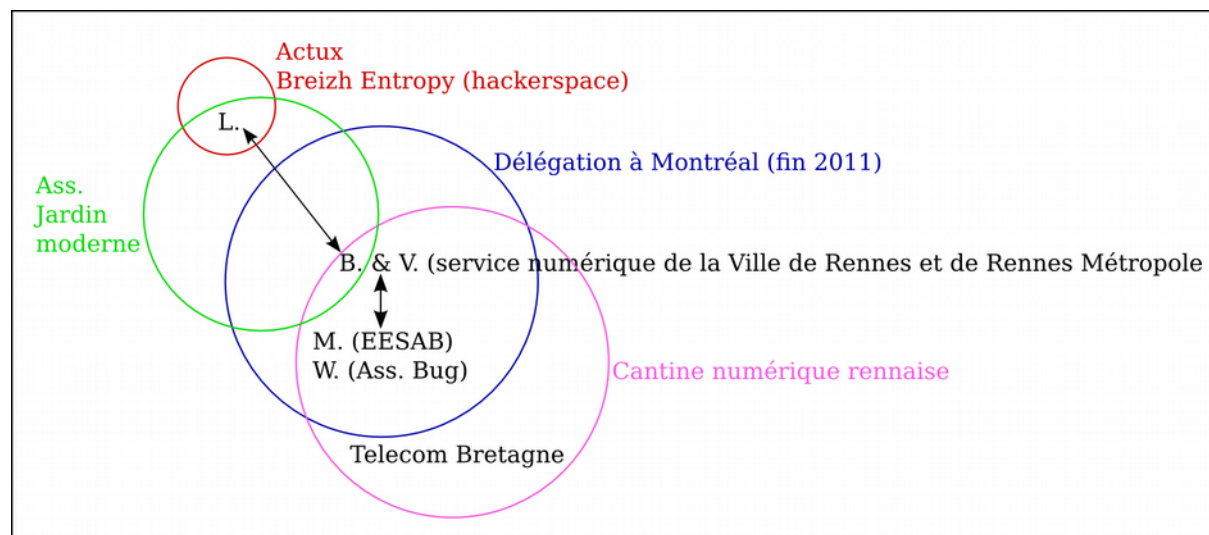 Actux
Breizh Entropy (hackerspace)
L.
Délégation à Montréal (fin 2011)
Ass.
Jardin
moderne
B. & V. (service numérique de la Ville de Rennes et de Rennes Métropole
M. (EESAB)
W. (Ass. Bug)
Cantine numérique rennaise
Telecom Bretagne